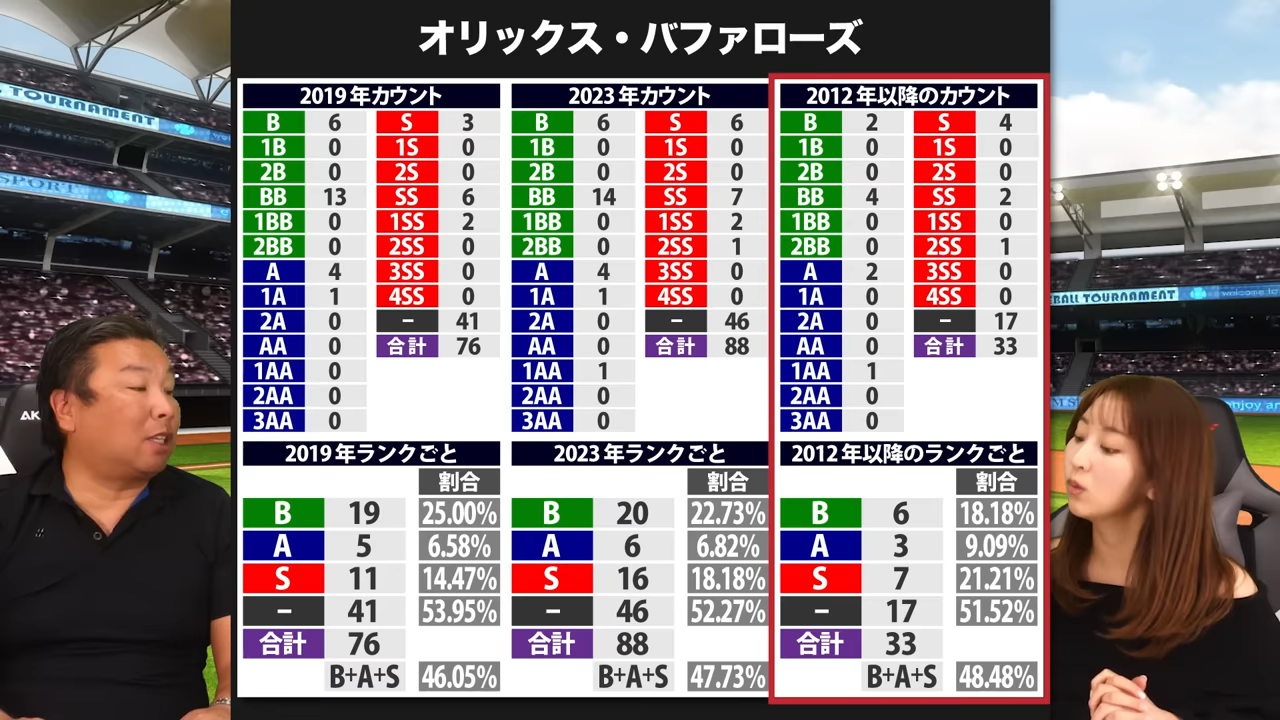 オリックス・バファローズ
2019年カウント
B 6 S 3
1B 0 1S 0
2B 0 2S 0
BB 13 SS 6
1BB 0 1SS 2
2BB 0 2SS 0
A 4 3SS 0
1A 1 4SS 0
2A 0 － 41
AA 0 合計 76
1AA 0
2AA 0
3AA 0
2023年カウント
B 6 S 6
1B 0 1S 0
2B 0 2S 0
BB 14 SS 7
1BB 0 1SS 2
2BB 0 2SS 1
A 4 3SS 0
1A 1 4SS 0
2A 0 － 46
AA 0 合計 88
1AA 1
2AA 0
3AA 0
2012年以降のカウント
B 2 S 4
1B 0 1S 0
2B 0 2S 0
BB 4 SS 2
1BB 0 1SS 0
2BB 0 2SS 1
A 2 3SS 0
1A 0 4SS 0
2A 0 － 17
AA 0 合計 33
1AA 1
2AA 0
3AA 0
2019年ランクごと
割合
B 19 25.00%
A 5 6.58%
S 11 14.47%
－ 41 53.95%
合計 76
B+A+S 46.05%
2023年ランクごと
割合
B 20 22.73%
A 6 6.82%
S 16 18.18%
－ 46 52.27%
合計 88
B+A+S 47.73%
2012年以降のランクごと
割合
B 6 18.18%
A 3 9.09%
S 7 21.21%
－ 17 51.52%
合計 33
B+A+S 48.48%
TOURNAMENT
SPORT
AK
BALL TOURNAMENT
welcome to
enjoy an